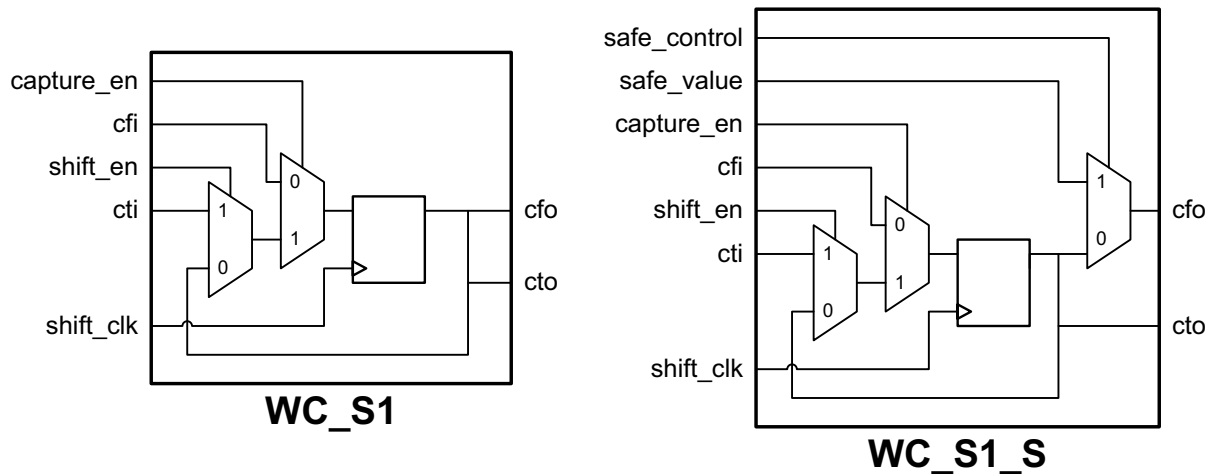 capture_en
cfi
shift_en
cti
shift_clk
0
1
1
0
cfo
cto
WC_S1
safe_control
safe_value
capture_en
cfi
shift_en
cti
shift_clk
1
0
0
1
1
0
cfo
cto
WC_S1_S